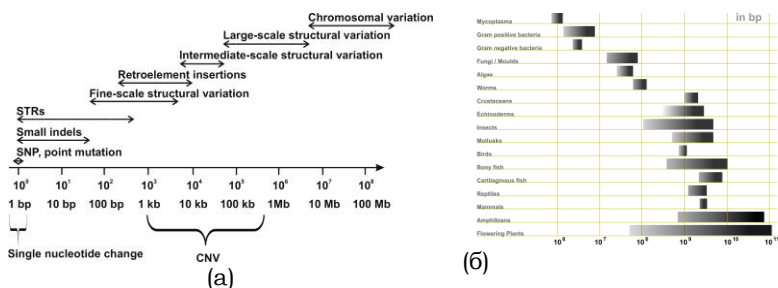 Chromosomal variation
Large-scale structural variation
Intermediate-scale structural variation
Retroelement insertions
Fine-scale structural variation
STRs
Small indels
SNP, point mutation
10⁰ 10¹ 10² 10³ 10⁴ 10⁵ 10⁶ 10⁷ 10⁸
1 bp 10 bp 100 bp 1 kb 10 kb 100 kb 1Mb 10 Mb 100 Mb
Single nucleotide change
CNV
(a)
in bp
Mycoplasma
Gram positive bacteria
Gram negative bacteria
Fungi / Moulds
Algae
Worms
Crustaceans
Echinoderms
Insects
Mollusks
Birds
Bony fish
Cartilaginous fish
Reptiles
Mammals
Amphibians
Flowering Plants
10⁶ 10⁷ 10⁸ 10⁹ 10¹⁰ 10¹¹
(б)